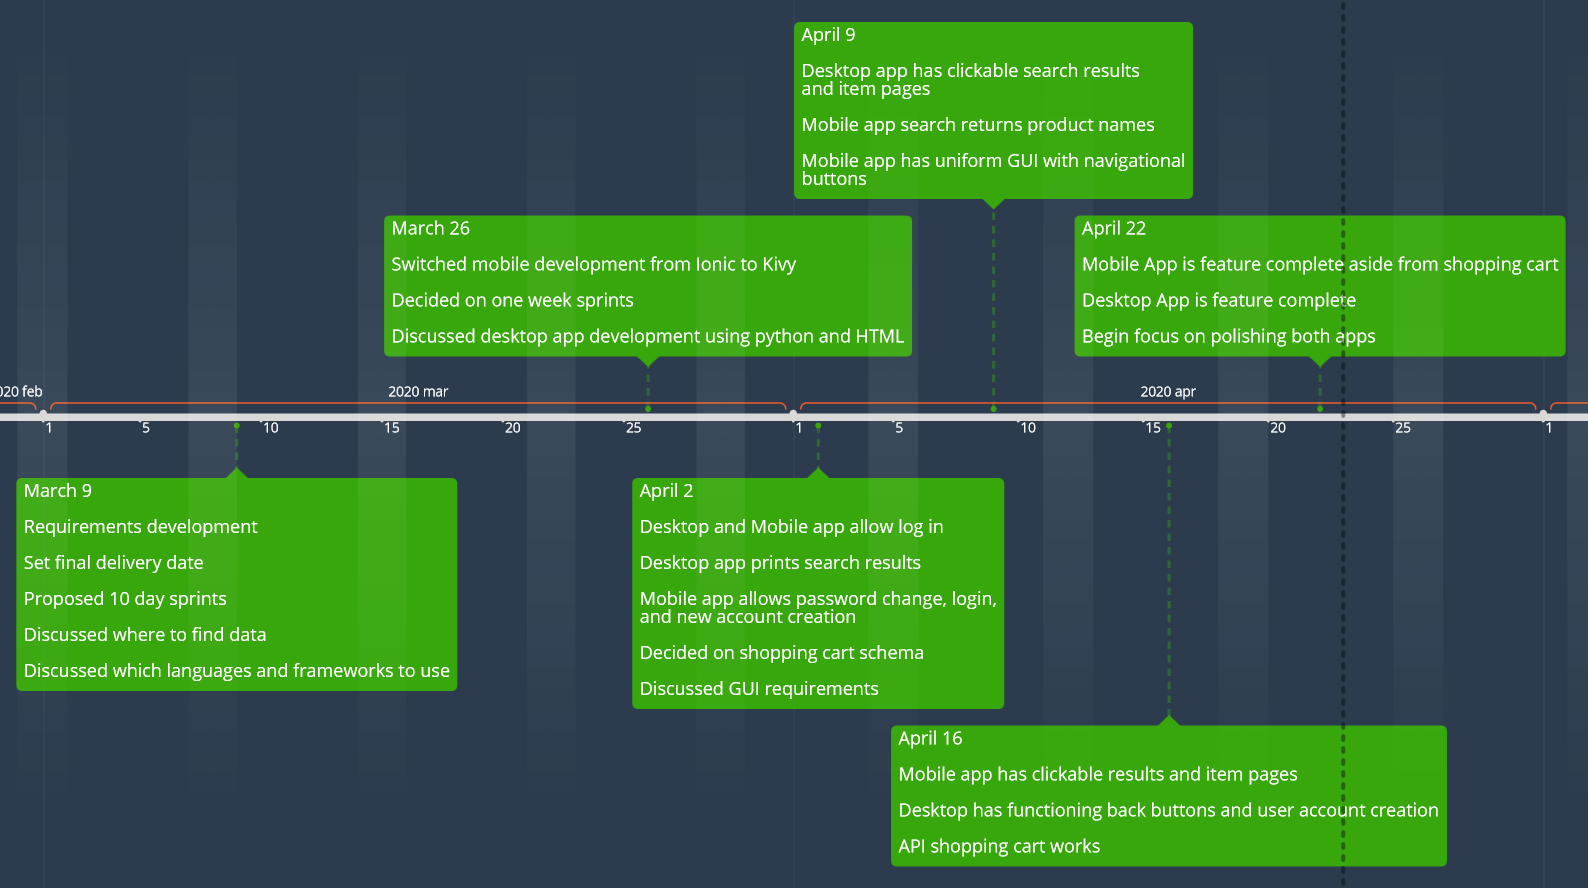 April 9
Desktop app has clickable search results
and item pages
Mobile app search returns product names
Mobile app has uniform GUI with navigational
buttons
March 26
Switched mobile development from Ionic to Kivy
Decided on one week sprints
Discussed desktop app development using python and HTML
April 22
Mobile App is feature complete aside from shopping cart
Desktop App is feature complete
Begin focus on polishing both apps
020 feb
2020 mar
2020 apr
1 5 10 15 20 25 1 5 10 15 20 25 1
March 9
Requirements development
Set final delivery date
Proposed 10 day sprints
Discussed where to find data
Discussed which languages and frameworks to use
April 2
Desktop and Mobile app allow log in
Desktop app prints search results
Mobile app allows password change, login,
and new account creation
Decided on shopping cart schema
Discussed GUI requirements
April 16
Mobile app has clickable results and item pages
Desktop has functioning back buttons and user account creation
API shopping cart works